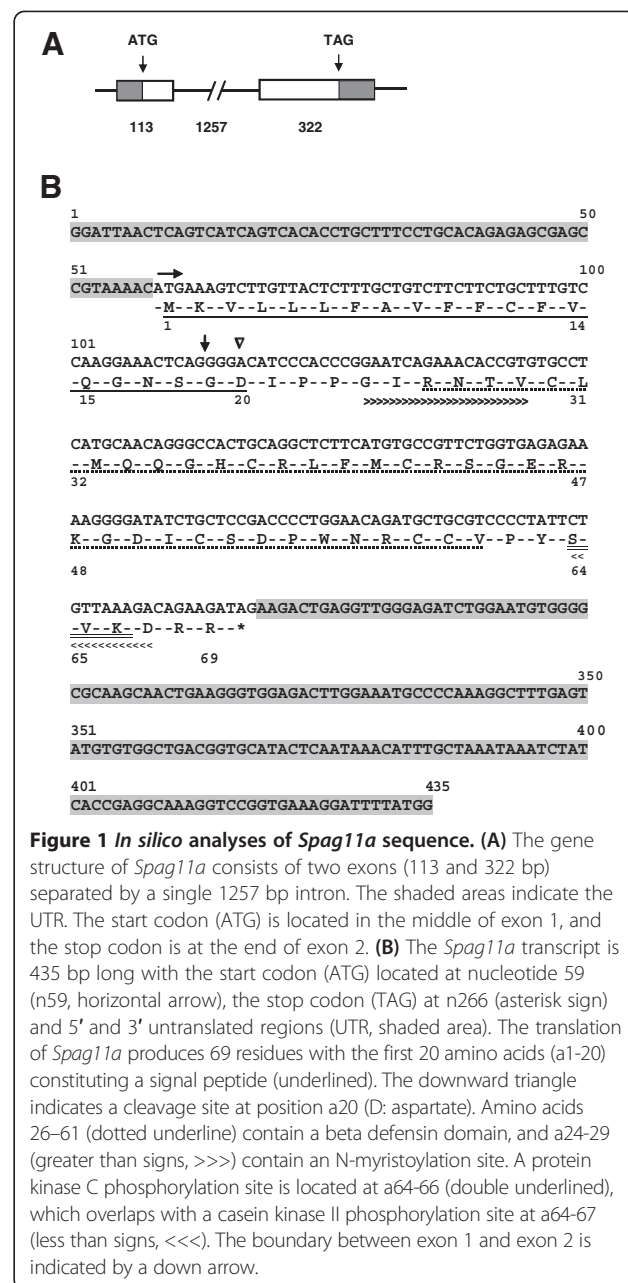 A
ATG TAG
113 1257 322
B
1 50
GGATTAACTCAGTCATCAGTCACACCTGCTTTCCTGCACAGAGAGCGAGC
51 100
CGTAAAACATGAAAGTCTTGTTACTCTTTGCTGTCTTCTTCTGCTTTGTC
-M--K--V--L--L--L--F--A--V--F--F--C--F--V-
1 14
101
CAAGGAAACTCAGGGGACATCCCACCCGGAATCAGAAACACCGTGTGCCT
-Q--G--N--S--G--D--I--P--P--G--I--R--N--T--V--C--L
15 20 >>>>>>>>>>>>>>>>>>>>>>>>> 31
CATGCAACAGGGCCACTGCAGGCTCTTCATGTGCCGTTCTGGTGAGAGAA
--M--Q--Q--G--H--C--R--L--F--M--C--R--S--G--E--R--
32 47
AAGGGGATATCTGCTCCGACCCCTGGAACAGATGCTGCGTCCCCTATTCT
K--G--D--I--C--S--D--P--W--N--R--C--C--V--P--Y--S-
<<
48 64
GTTAAAGACAGAAGATAGAAGACTGAGGTTGGGAGATCTGGAATGTGGGG
-V--K--D--R--R--*
<<<<<<<<<<<<
65 69
350
CGCAAGCAACTGAAGGGTGGAGACTTGGAAATGCCCCAAAGGCTTTGAGT
351 400
ATGTGTGGCTGACGGTGCATACTCAATAAACATTTGCTAAATAAATCTAT
401 435
CACCGAGGCAAAGGTCCGGTGAAAGGATTTTATGG
Figure 1 In silico analyses of Spag11a sequence. (A) The gene
structure of Spag11a consists of two exons (113 and 322 bp)
separated by a single 1257 bp intron. The shaded areas indicate the
UTR. The start codon (ATG) is located in the middle of exon 1, and
the stop codon is at the end of exon 2. (B) The Spag11a transcript is
435 bp long with the start codon (ATG) located at nucleotide 59
(n59, horizontal arrow), the stop codon (TAG) at n266 (asterisk sign)
and 5′ and 3′ untranslated regions (UTR, shaded area). The translation
of Spag11a produces 69 residues with the first 20 amino acids (a1-20)
constituting a signal peptide (underlined). The downward triangle
indicates a cleavage site at position a20 (D: aspartate). Amino acids
26–61 (dotted underline) contain a beta defensin domain, and a24-29
(greater than signs, >>>) contain an N-myristoylation site. A protein
kinase C phosphorylation site is located at a64-66 (double underlined),
which overlaps with a casein kinase II phosphorylation site at a64-67
(less than signs, <<<). The boundary between exon 1 and exon 2 is
indicated by a down arrow.